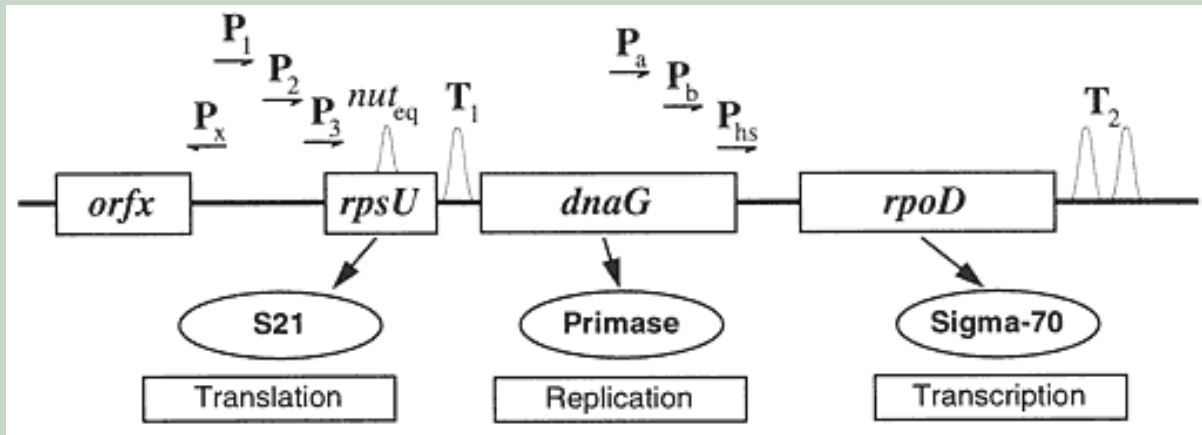 P1
P2
P3
Px
nuteq
T1
Pa
Pb
Phs
T2
orfx
rpsU
dnaG
rpoD
S21
Primase
Sigma-70
Translation
Replication
Transcription